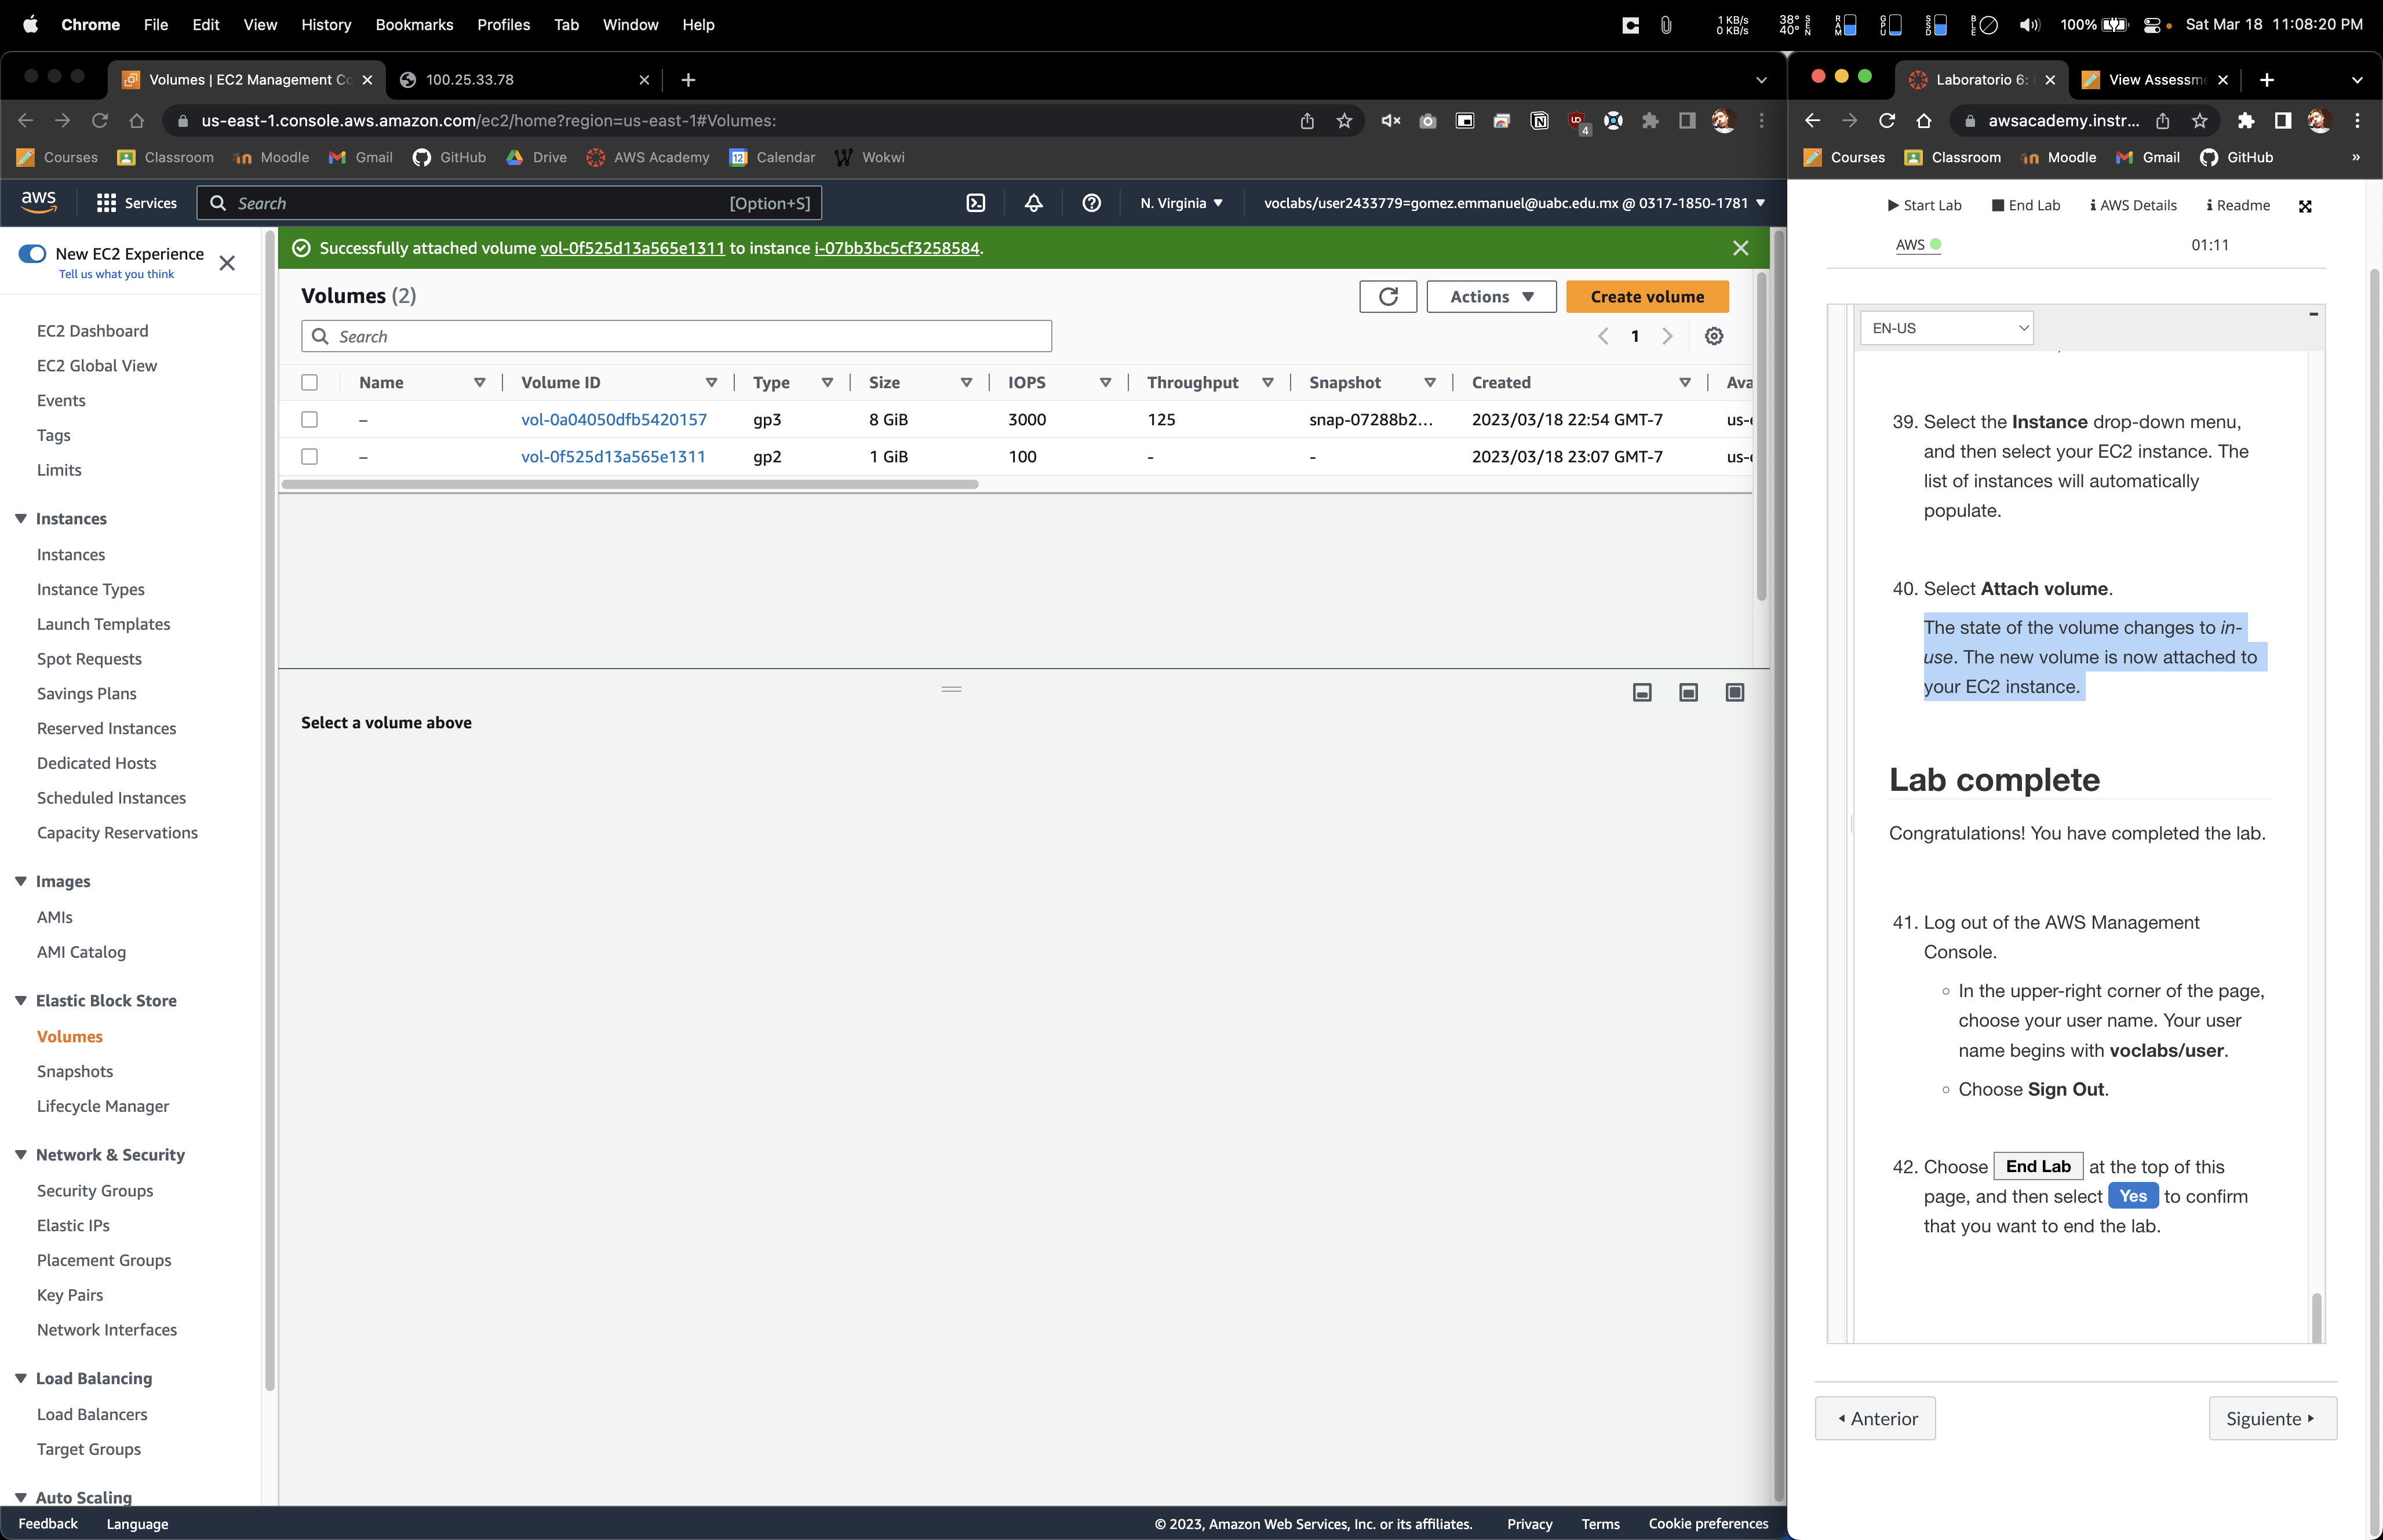 Chrome File Edit View History Bookmarks Profiles Tab Window Help
1 KB/s
0 KB/s
38°
40°
SEN
RAM
GPU
SSD
BLE
100%
Sat Mar 18 11:08:20 PM
Volumes | EC2 Management Co
100.25.33.78
us-east-1.console.aws.amazon.com/ec2/home?region=us-east-1#Volumes:
4
Courses Classroom Moodle Gmail GitHub Drive AWS Academy Calendar Wokwi
aws Services Search [Option+S] N. Virginia voclabs/user2433779=gomez.emmanuel@uabc.edu.mx @ 0317-1850-1781
New EC2 Experience
Tell us what you think
EC2 Dashboard
EC2 Global View
Events
Tags
Limits
Instances
Instances
Instance Types
Launch Templates
Spot Requests
Savings Plans
Reserved Instances
Dedicated Hosts
Scheduled Instances
Capacity Reservations
Images
AMIs
AMI Catalog
Elastic Block Store
Volumes
Snapshots
Lifecycle Manager
Network & Security
Security Groups
Elastic IPs
Placement Groups
Key Pairs
Network Interfaces
Load Balancing
Load Balancers
Target Groups
Auto Scaling
Successfully attached volume vol-0f525d13a565e1311 to instance i-07bb3bc5cf3258584.
Volumes (2)
Actions
Create volume
Search
1
Name Volume ID Type Size IOPS Throughput Snapshot Created Ava
– vol-0a04050dfb5420157 gp3 8 GiB 3000 125 snap-07288b2... 2023/03/18 22:54 GMT-7 us-e
– vol-0f525d13a565e1311 gp2 1 GiB 100 - - 2023/03/18 23:07 GMT-7 us-e
Select a volume above
Feedback Language © 2023, Amazon Web Services, Inc. or its affiliates. Privacy Terms Cookie preferences
Laboratorio 6:
View Assessm
awsacademy.instr...
Courses Classroom Moodle Gmail GitHub »
Start Lab End Lab AWS Details Readme
AWS 01:11
EN-US
39. Select the Instance drop-down menu,
and then select your EC2 instance. The
list of instances will automatically
populate.
40. Select Attach volume.
The state of the volume changes to in-
use. The new volume is now attached to
your EC2 instance.
Lab complete
Congratulations! You have completed the lab.
41. Log out of the AWS Management
Console.
In the upper-right corner of the page,
choose your user name. Your user
name begins with voclabs/user.
Choose Sign Out.
42. Choose End Lab at the top of this
page, and then select Yes to confirm
that you want to end the lab.
Anterior
Siguiente